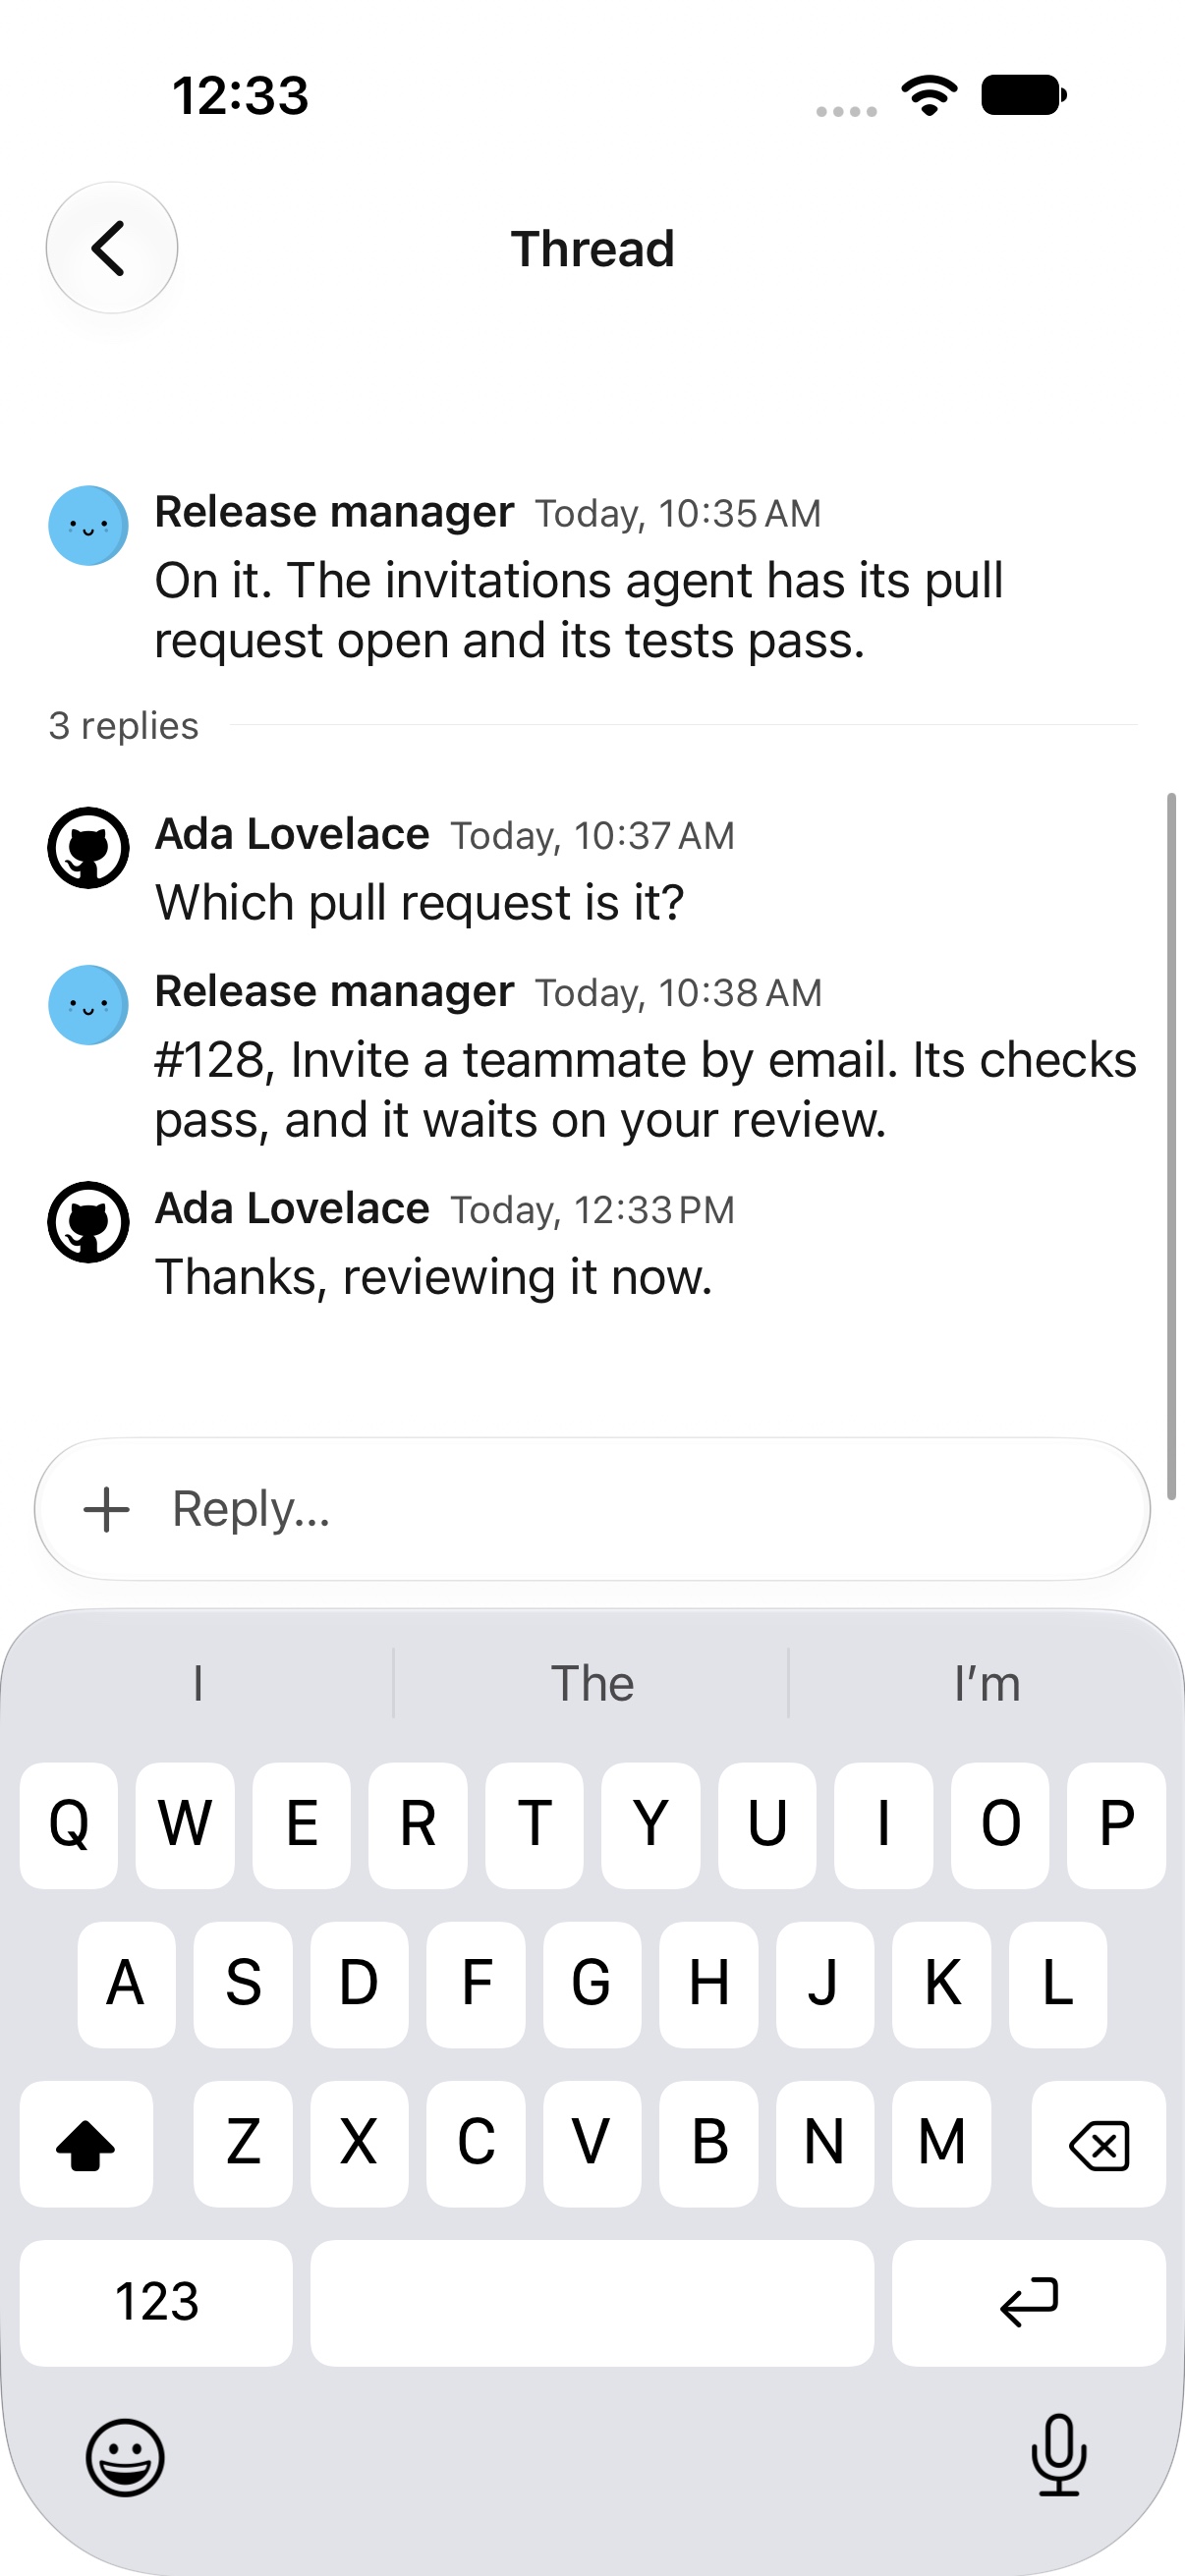 12:33
Thread
Release manager Today, 10:35 AM
On it. The invitations agent has its pull
request open and its tests pass.
3 replies
Ada Lovelace Today, 10:37 AM
Which pull request is it?
Release manager Today, 10:38 AM
#128, Invite a teammate by email. Its checks
pass, and it waits on your review.
Ada Lovelace Today, 12:33 PM
Thanks, reviewing it now.
Reply...
I The I'm
Q W E R T Y U I O P
A S D F G H J K L
Z X C V B N M
123